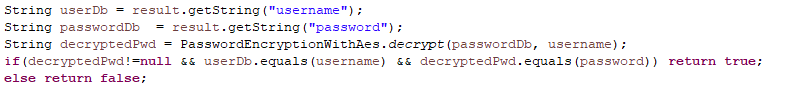 String userDb = result.getString("username");
String passwordDb  = result.getString("password");
String decryptedPwd = PasswordEncryptionWithAes.decrypt(passwordDb, username);
if(decryptedPwd!=null && userDb.equals(username) && decryptedPwd.equals(password)) return true;
else return false;